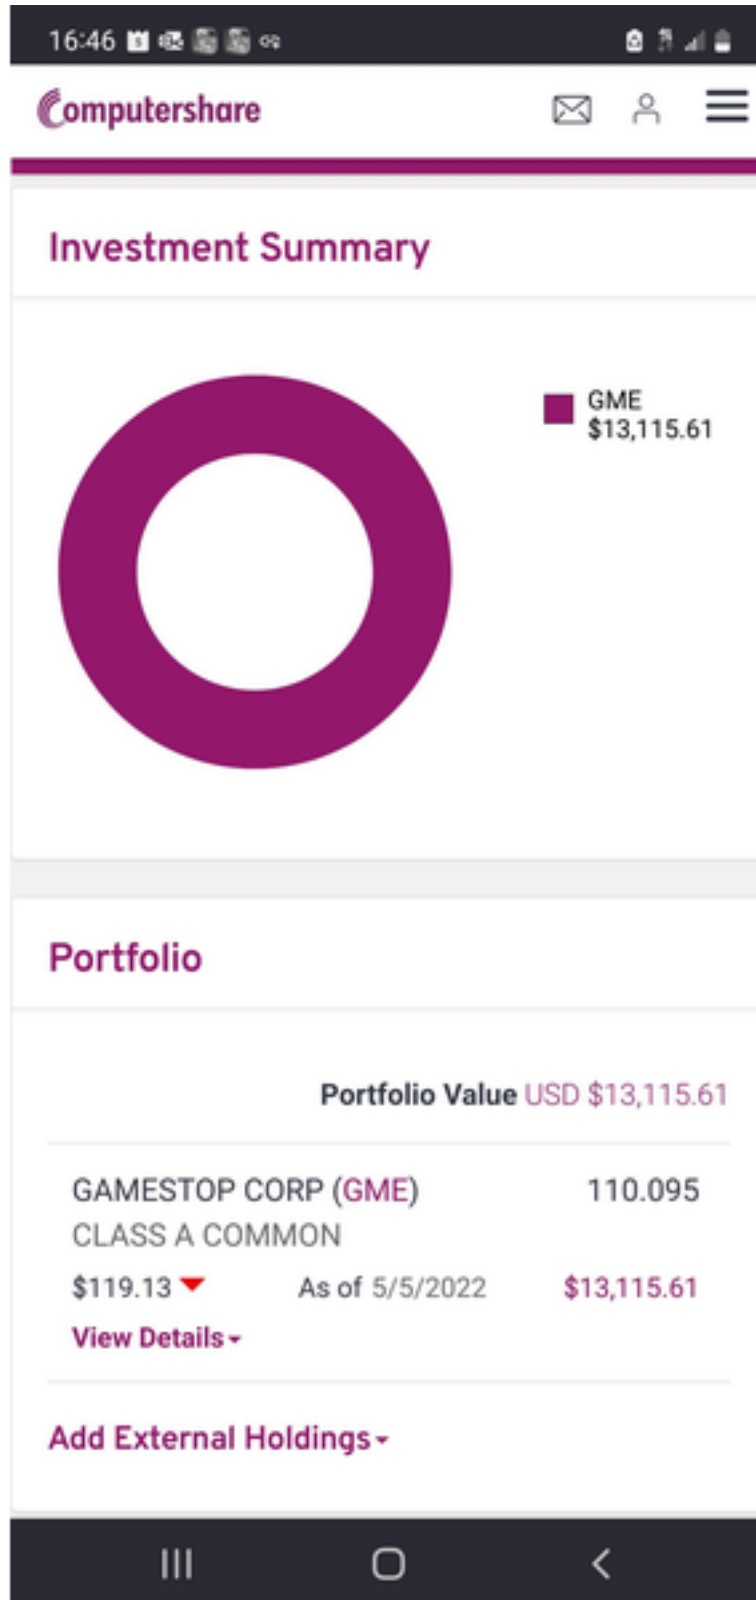 16:46
Computershare
Investment Summary
GME
$13,115.61
Portfolio
Portfolio Value USD $13,115.61
GAMESTOP CORP (GME) 110.095
CLASS A COMMON
$119.13 As of 5/5/2022 $13,115.61
View Details
Add External Holdings